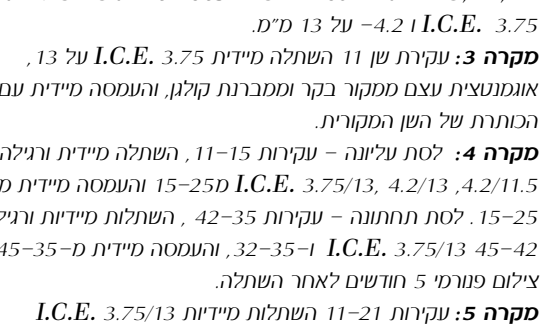 3.75 I.C.E. ו 4.2– על 13 מ"מ.
מקרה 3: עקירת שן 11 השתלה מיידית I.C.E. 3.75 על 13,
אוגמנטצית עצם ממקור בקר וממברנת קולגן, והעמסה מיידית עם
הכותרת של השן המקורית.
מקרה 4: לסת עליונה – עקירות 11–15, השתלה מיידית ורגילה
4.2/11.5, 4.2/13, I.C.E. 3.75/13 מ15–25 והעמסה מיידית
15–25. לסת תחתונה – עקירות 35–42, השתלות מיידיות
42–45 I.C.E. 3.75/13 ו–32–35, והעמסה מיידית מ–35–45
צילום פנורמי 5 חודשים לאחר השתלה.
מקרה 5: עקירות 11–21 השתלות מיידיות I.C.E. 3.75/13